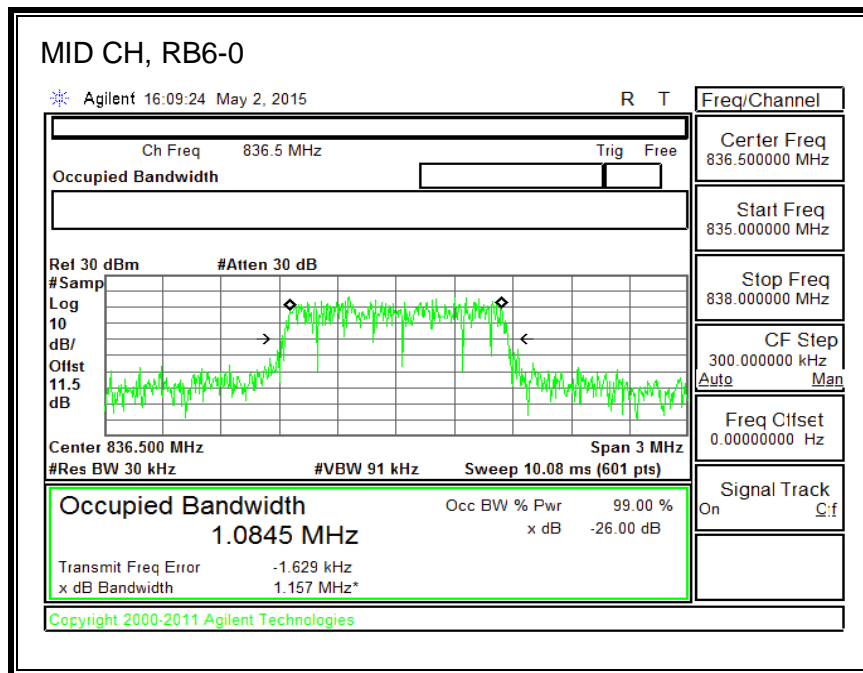 MID CH, RB6-0
Agilent 16:09:24 May 2, 2015 R T
Freq/Channel
Ch Freq 836.5 MHz Trig Free
Occupied Bandwidth
Center Freq
836.500000 MHz
Start Freq
835.000000 MHz
Stop Freq
838.000000 MHz
CF Step
300.000000 kHz
Auto Man
Freq Offset
0.00000000 Hz
Signal Track
On Off
Ref 30 dBm #Atten 30 dB
#Samp
Log
10
dB/
Offst
11.5
dB
Center 836.500 MHz Span 3 MHz
#Res BW 30 kHz #VBW 91 kHz Sweep 10.08 ms (601 pts)
Occupied Bandwidth Occ BW % Pwr 99.00 %
1.0845 MHz x dB -26.00 dB
Transmit Freq Error -1.629 kHz
x dB Bandwidth 1.157 MHz*
Copyright 2000-2011 Agilent Technologies